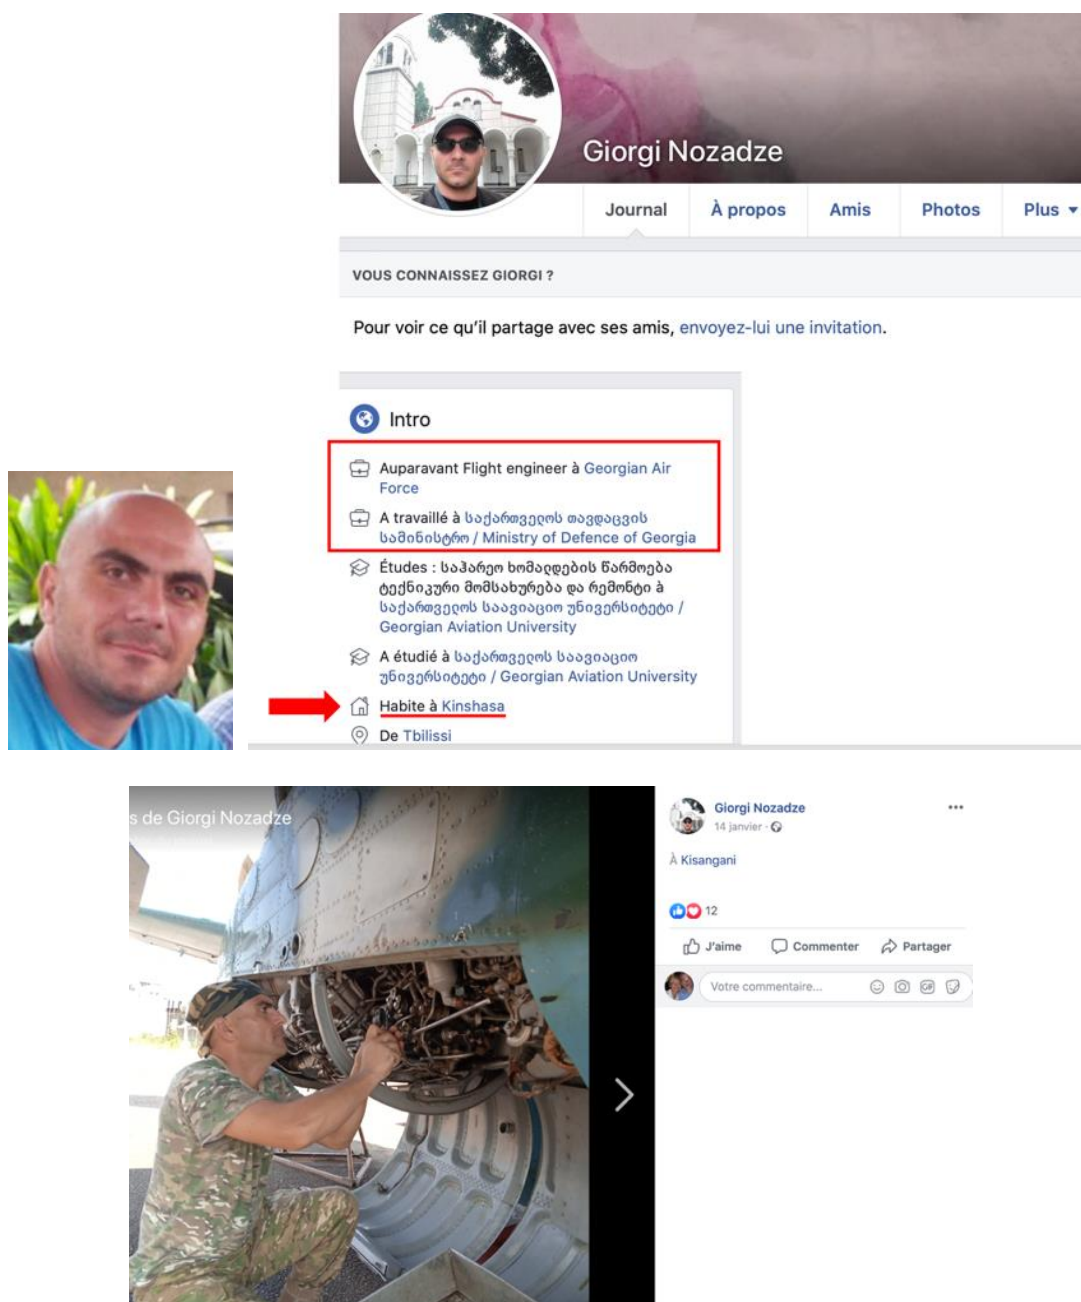 Giorgi Nozadze
Journal
À propos
Amis
Photos
Plus
VOUS CONNAISSEZ GIORGI ?
Pour voir ce qu'il partage avec ses amis, envoyez-lui une invitation.
Intro
Auparavant Flight engineer à Georgian Air
Force
A travaillé à საქართველოს თავდაცვის
სამინისტრო / Ministry of Defence of Georgia
Études : საჰაერო ხომალდების წარმოება
ტექნიკური მომსახურება და რემონტი à
საქართველოს საავიაციო უნივერსიტეტი /
Georgian Aviation University
A étudié à საქართველოს საავიაციო
უნივერსიტეტი / Georgian Aviation University
Habite à Kinshasa
De Tbilissi
s de Giorgi Nozadze
Giorgi Nozadze
14 janvier ·
À Kisangani
12
J'aime
Commenter
Partager
Votre commentaire...
GIF